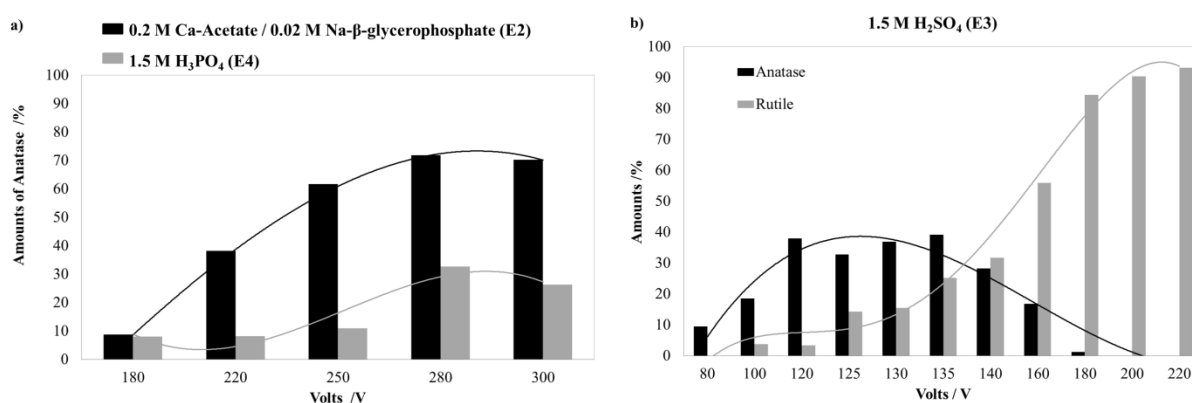 a)
0.2 M Ca-Acetate / 0.02 M Na-β-glycerophosphate (E2)
1.5 M H₃PO₄ (E4)
Amounts of Anatase /%
100
90
80
70
60
50
40
30
20
10
0
180 220 250 280 300
Volts /V
b)
1.5 M H₂SO₄ (E3)
Anatase
Rutile
Amounts /%
100
90
80
70
60
50
40
30
20
10
0
80 100 120 125 130 135 140 160 180 200 220
Volts / V